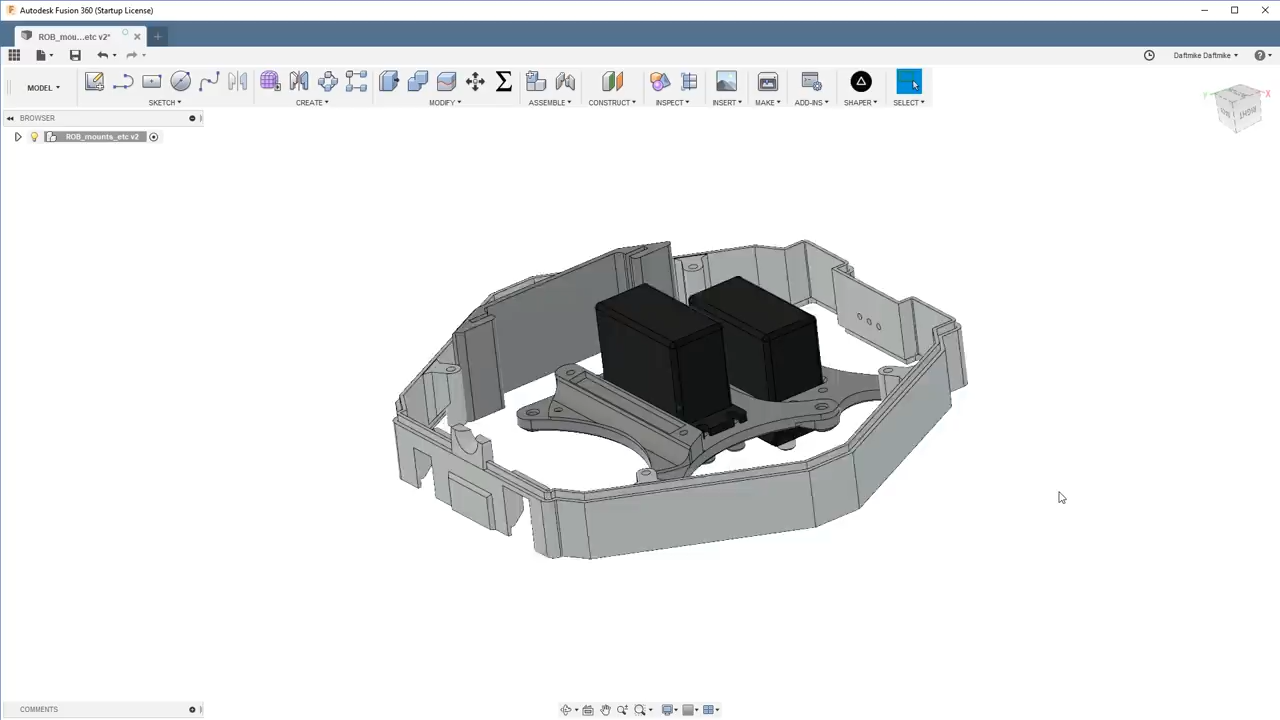 Autodesk Fusion 360 (Startup License)
ROB_mou...etc v2*
Daftmike Daftmike
MODEL
SKETCH
CREATE
MODIFY
ASSEMBLE
CONSTRUCT
INSPECT
INSERT
MAKE
ADD-INS
SHAPER
SELECT
BROWSER
ROB_mounts_etc v2
X
RIGHT
COMMENTS